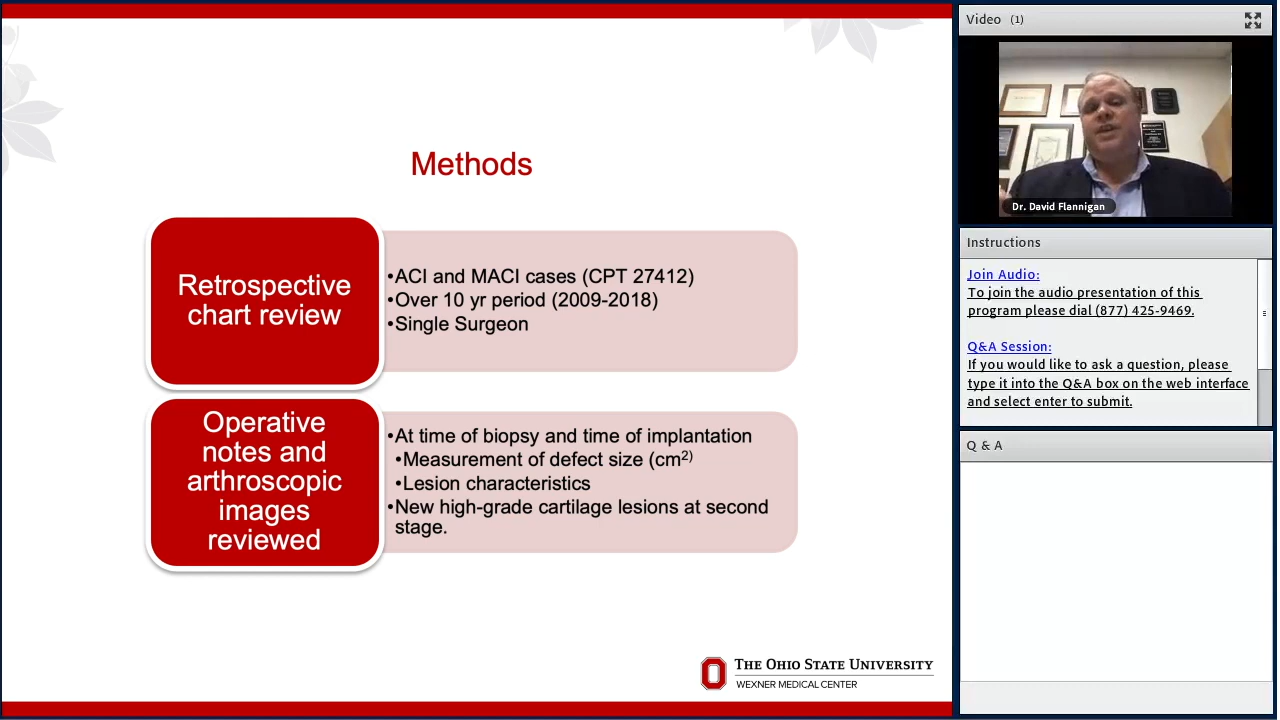 Methods
Retrospective
chart review
•ACI and MACI cases (CPT 27412)
•Over 10 yr period (2009-2018)
•Single Surgeon
Operative
notes and
arthroscopic
images
reviewed
•At time of biopsy and time of implantation
•Measurement of defect size (cm²)
•Lesion characteristics
•New high-grade cartilage lesions at second
stage.
THE OHIO STATE UNIVERSITY
WEXNER MEDICAL CENTER
Video (1)
Dr. David Flannigan
Instructions
Join Audio:
To join the audio presentation of this
program please dial (877) 425-9469.
Q&A Session:
If you would like to ask a question, please
type it into the Q&A box on the web interface
and select enter to submit.
Q & A